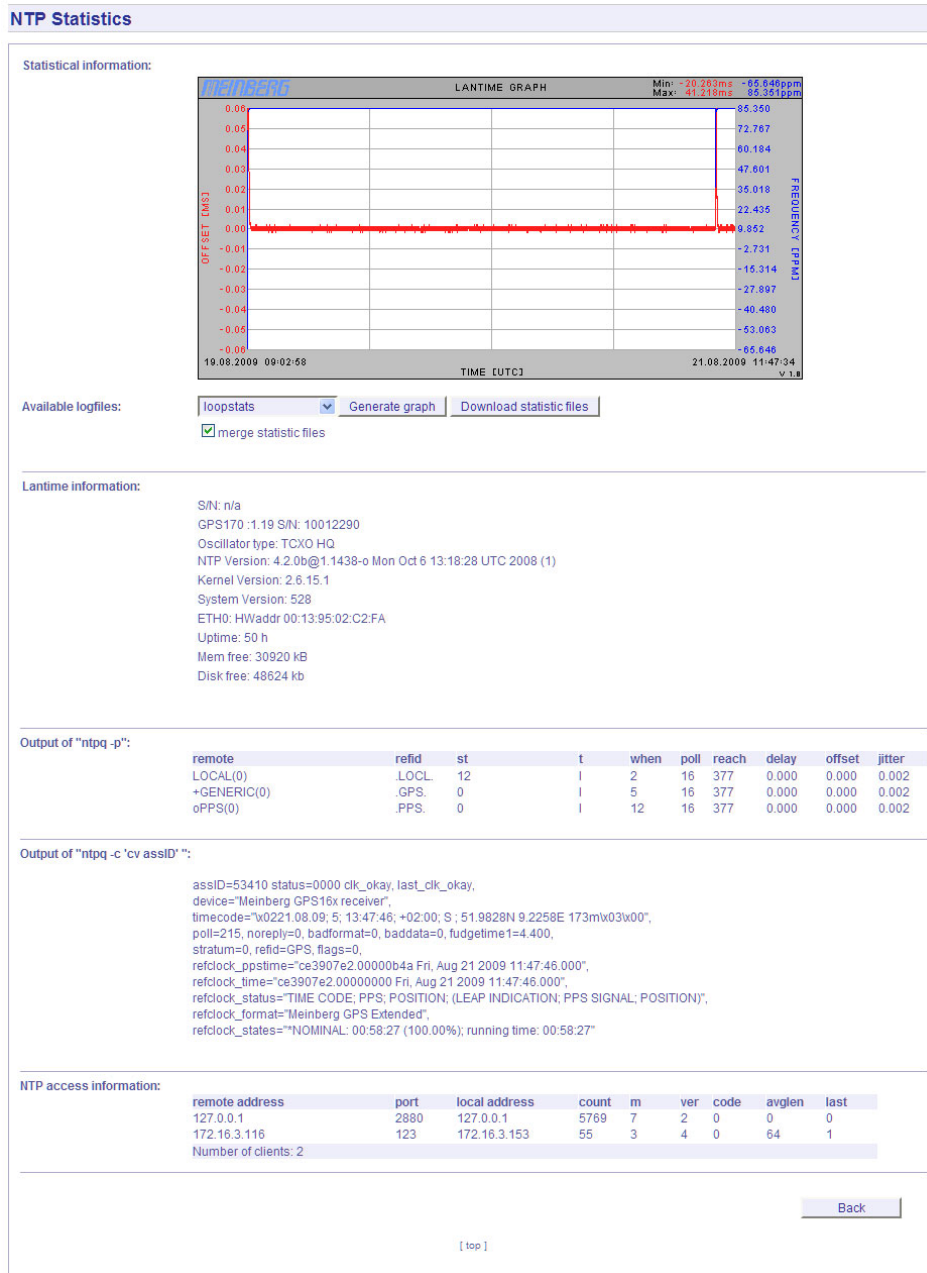 NTP Statistics
Statistical information:
MEINBERG
LANTIME GRAPH
Min: -20.263ms -65.646ppm
Max: 41.218ms 85.351ppm
0.06 85.350
0.05 72.767
0.04 60.184
0.03 47.601
0.02 35.018
0.01 22.435
0.00 9.852
-0.01 -2.731
-0.02 -15.314
-0.03 -27.897
-0.04 -40.480
-0.05 -53.063
-0.06 -65.646
OFFSET [MS]
FREQUENCY [PPM]
19.08.2009 09:02:58 21.08.2009 11:47:34
TIME [UTC]
V 1.8
Available logfiles:
loopstats Generate graph Download statistic files
merge statistic files
Lantime information:
S/N: n/a
GPS170 :1.19 S/N: 10012290
Oscillator type: TCXO HQ
NTP Version: 4.2.0b@1.1438-o Mon Oct 6 13:18:28 UTC 2008 (1)
Kernel Version: 2.6.15.1
System Version: 528
ETH0: HWaddr 00:13:95:02:C2:FA
Uptime: 50 h
Mem free: 30920 kB
Disk free: 48624 kb
Output of "ntpq -p":
remote refid st t when poll reach delay offset jitter
LOCAL(0) .LOCL. 12 l 2 16 377 0.000 0.000 0.002
+GENERIC(0) .GPS. 0 l 5 16 377 0.000 0.000 0.002
oPPS(0) .PPS. 0 l 12 16 377 0.000 0.000 0.002
Output of "ntpq -c 'cv assID' ":
assID=53410 status=0000 clk_okay, last_clk_okay,
device="Meinberg GPS16x receiver",
timecode="\x0221.08.09; 5; 13:47:46; +02:00; S ; 51.9828N 9.2258E 173m\x03\x00",
poll=215, noreply=0, badformat=0, baddata=0, fudgetime1=4.400,
stratum=0, refid=GPS, flags=0,
refclock_ppstime="ce3907e2.00000b4a Fri, Aug 21 2009 11:47:46.000",
refclock_time="ce3907e2.00000000 Fri, Aug 21 2009 11:47:46.000",
refclock_status="TIME CODE; PPS; POSITION; (LEAP INDICATION; PPS SIGNAL; POSITION)",
refclock_format="Meinberg GPS Extended",
refclock_states="*NOMINAL: 00:58:27 (100.00%); running time: 00:58:27"
NTP access information:
remote address port local address count m ver code avglen last
127.0.0.1 2880 127.0.0.1 5769 7 2 0 0 0
172.16.3.116 123 172.16.3.153 55 3 4 0 64 1
Number of clients: 2
Back
[ top ]